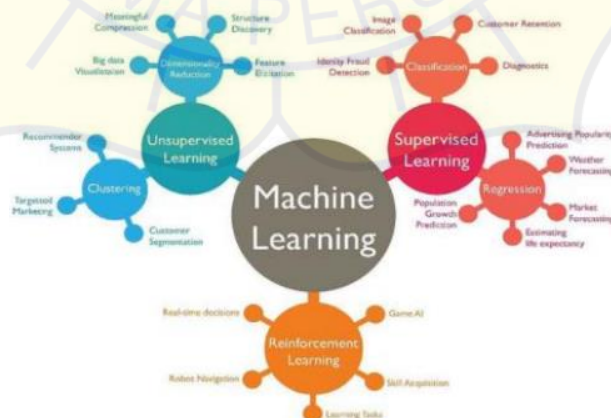 Meaningful
Compression
Structure
Discovery
Big data
Visualistaion
Dimensionality
Reduction
Feature
Elicitation
Unsupervised
Learning
Recommender
Systems
Clustering
Targetted
Marketing
Customer
Segmentation
Machine
Learning
Image
Classification
Customer Retention
Identity Fraud
Detection
Classification
Diagnostics
Supervised
Learning
Advertising Popularity
Prediction
Weather
Forecasting
Regression
Population
Growth
Prediction
Market
Forecasting
Estimating
life expectancy
Real-time decisions
Game AI
Reinforcement
Learning
Robot Navigation
Skill Acquisition
Learning Tasks